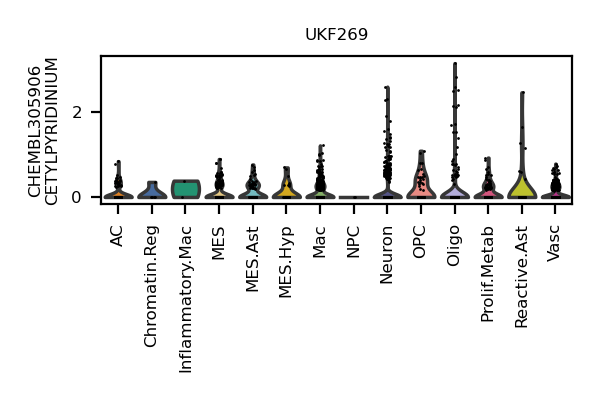 UKF269
CHEMBL305906
CETYLPYRIDINIUM
2
0
AC
Chromatin.Reg
Inflammatory.Mac
MES
MES.Ast
MES.Hyp
Mac
NPC
Neuron
OPC
Oligo
Prolif.Metab
Reactive.Ast
Vasc